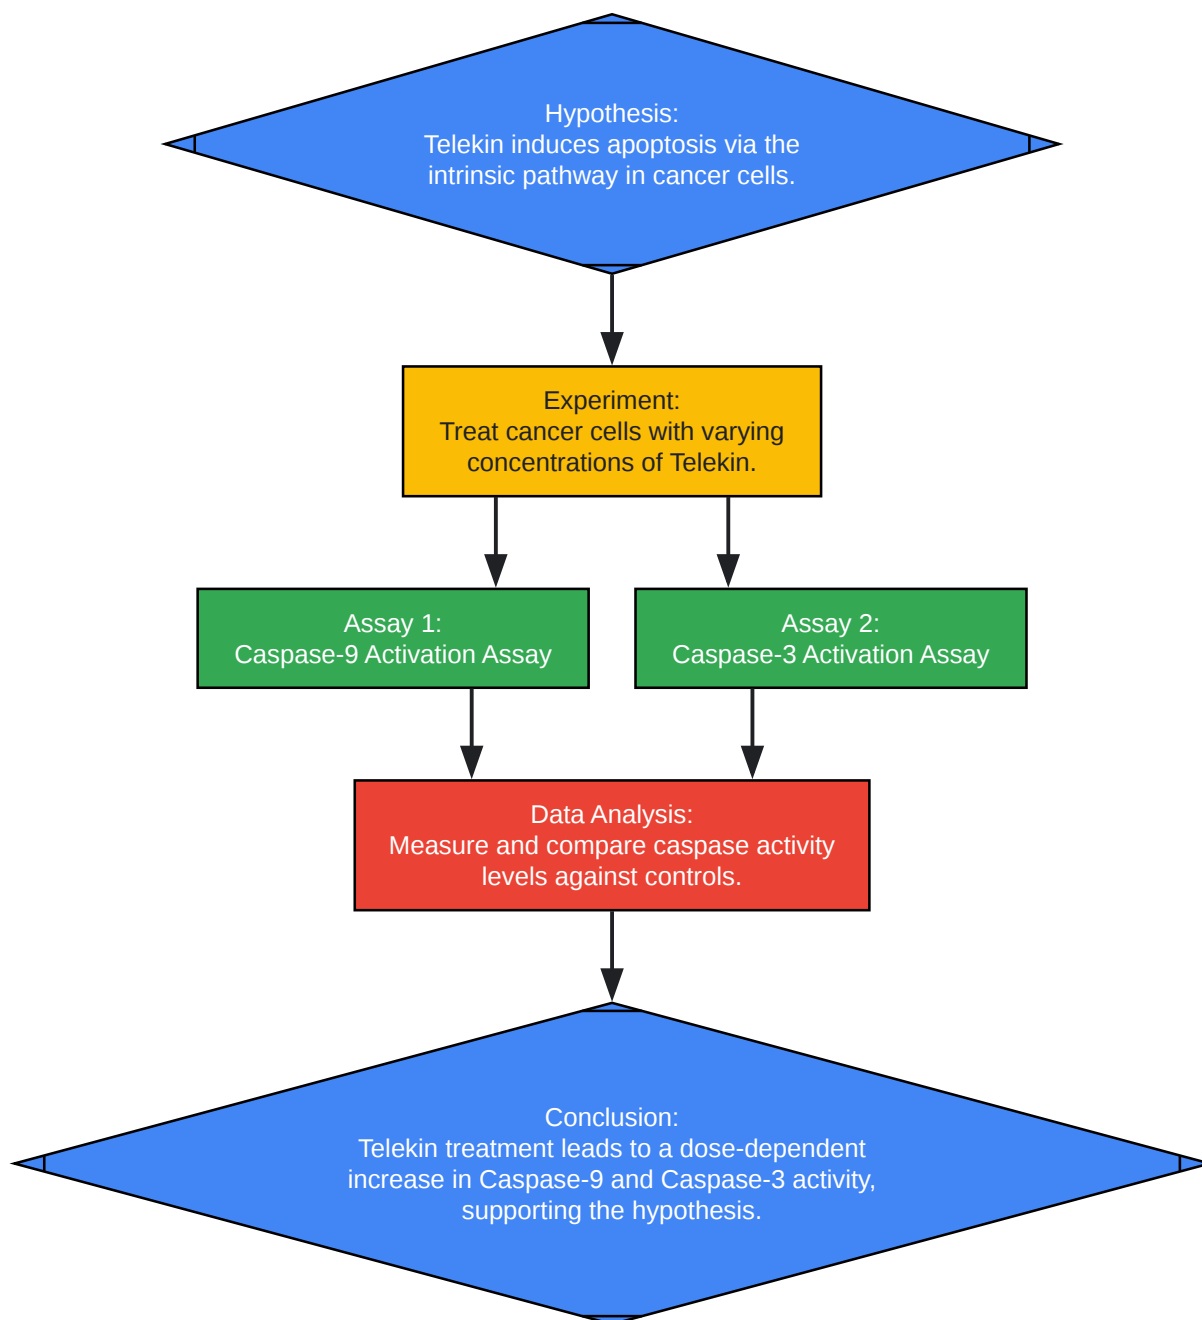 Hypothesis:
Telekin induces apoptosis via the
intrinsic pathway in cancer cells.
Experiment:
Treat cancer cells with varying
concentrations of Telekin.
Assay 1:
Caspase-9 Activation Assay
Assay 2:
Caspase-3 Activation Assay
Data Analysis:
Measure and compare caspase activity
levels against controls.
Conclusion:
Telekin treatment leads to a dose-dependent
increase in Caspase-9 and Caspase-3 activity,
supporting the hypothesis.